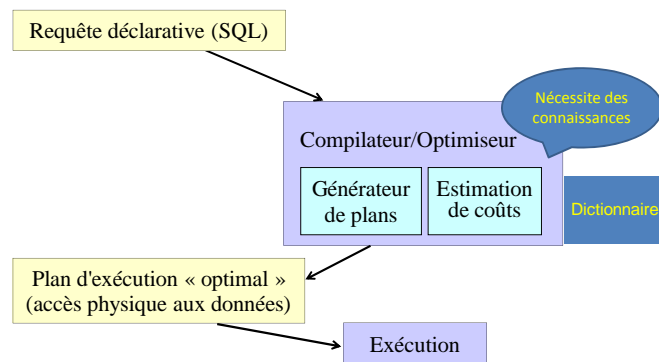 Requête déclarative (SQL)
Nécessite des
connaissances
Compilateur/Optimiseur
Générateur
de plans
Estimation
de coûts
Dictionnaire
Plan d'exécution « optimal »
(accès physique aux données)
Exécution